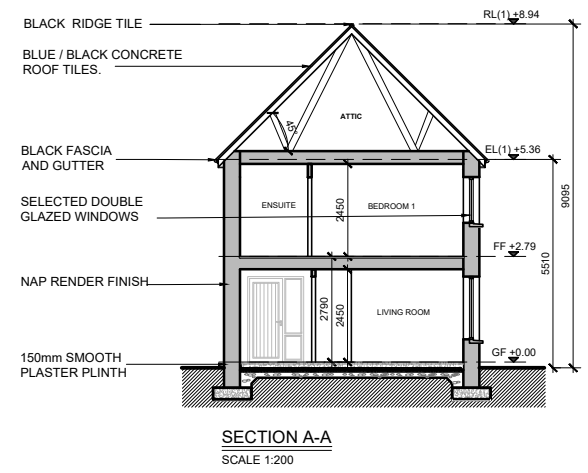 BLACK RIDGE TILE
RL(1) +8.94
BLUE / BLACK CONCRETE
ROOF TILES.
ATTIC
45°
BLACK FASCIA
AND GUTTER
EL(1) +5.36
SELECTED DOUBLE
GLAZED WINDOWS
ENSUITE
2450
BEDROOM 1
9095
FF +2.79
5510
NAP RENDER FINISH
2790
2450
LIVING ROOM
150mm SMOOTH
PLASTER PLINTH
GF +0.00
SECTION A-A
SCALE 1:200